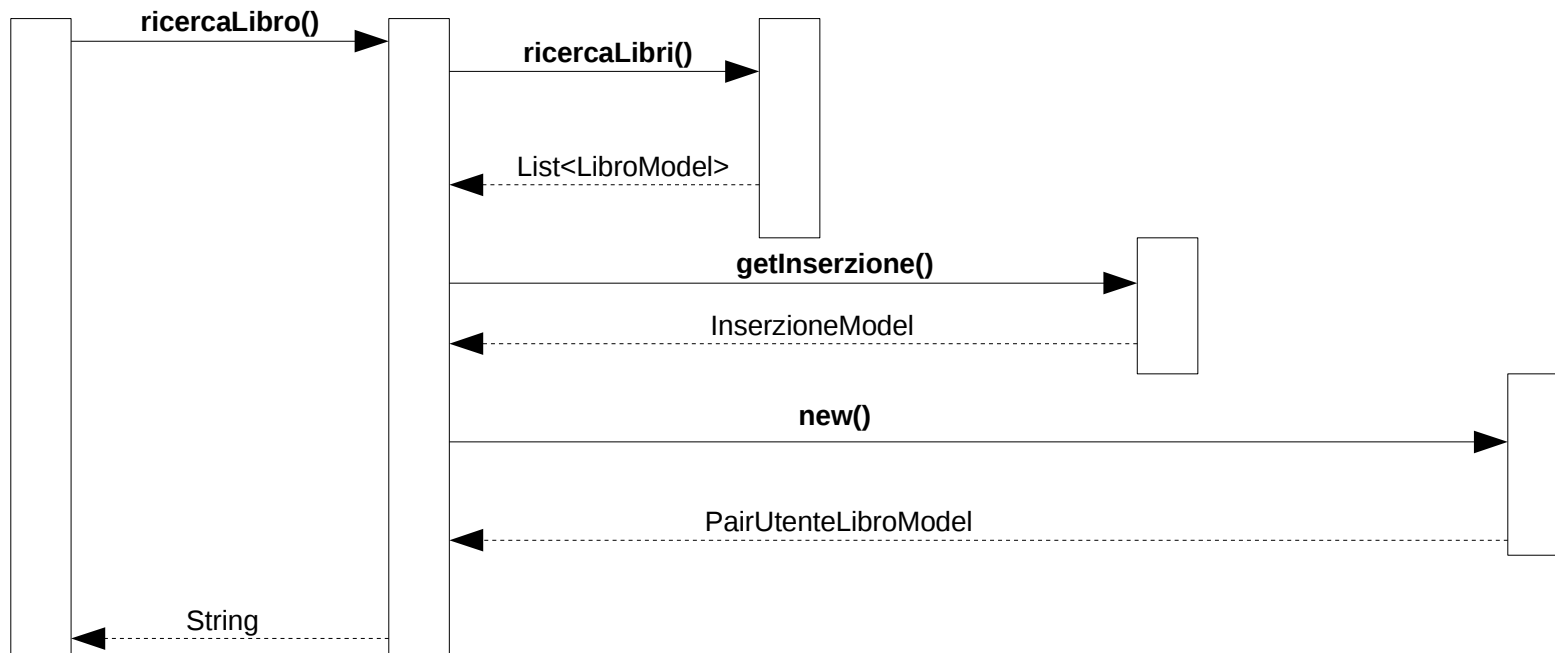 ricercaLibro()
ricercaLibri()
List<LibroModel>
getInserzione()
InserzioneModel
new()
PairUtenteLibroModel
String